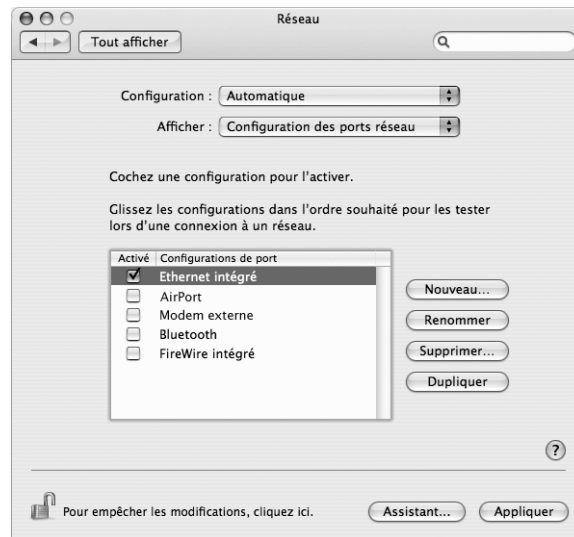 Réseau
Tout afficher
Configuration : Automatique
Afficher : Configuration des ports réseau
Cochez une configuration pour l'activer.
Glissez les configurations dans l'ordre souhaité pour les tester
lors d'une connexion à un réseau.
Activé Configurations de port
Ethernet intégré
AirPort
Modem externe
Bluetooth
FireWire intégré
Nouveau...
Renommer
Supprimer...
Dupliquer
?
Pour empêcher les modifications, cliquez ici.
Assistant...
Appliquer